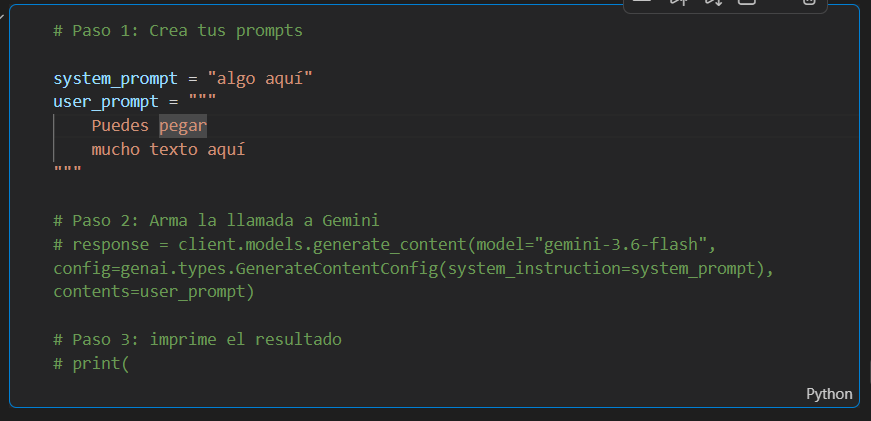 # Paso 1: Crea tus prompts
system_prompt = "algo aquí"
user_prompt = """
Puedes pegar
mucho texto aquí
"""
# Paso 2: Arma la llamada a Gemini
# response = client.models.generate_content(model="gemini-3.6-flash",
config=genai.types.GenerateContentConfig(system_instruction=system_prompt),
contents=user_prompt)
# Paso 3: imprime el resultado
# print(
Python